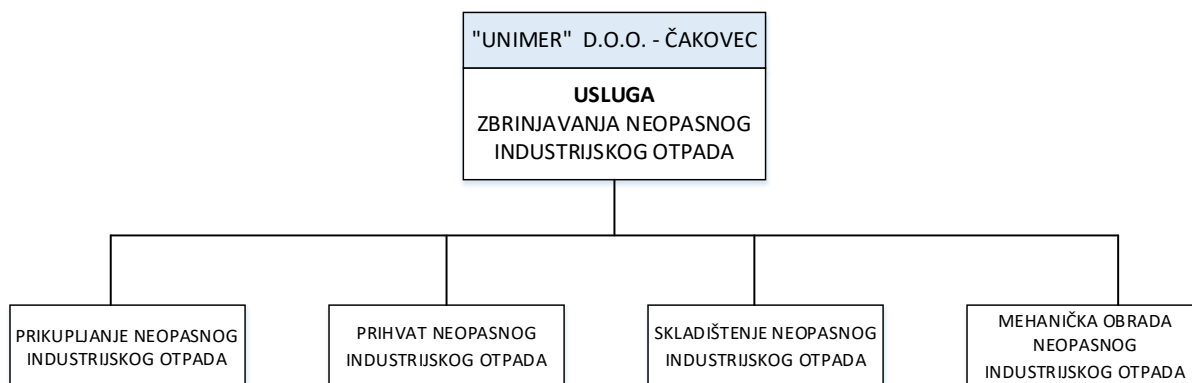 "UNIMER" D.O.O. - ČAKOVEC
USLUGA
ZBRINJAVANJA NEOPASNOG
INDUSTRIJSKOG OTPADA
PRIKUPLJANJE NEOPASNOG
INDUSTRIJSKOG OTPADA
PRIHVAT NEOPASNOG
INDUSTRIJSKOG OTPADA
SKLADIŠTENJE NEOPASNOG
INDUSTRIJSKOG OTPADA
MEHANIČKA OBRADA
NEOPASNOG
INDUSTRIJSKOG OTPADA